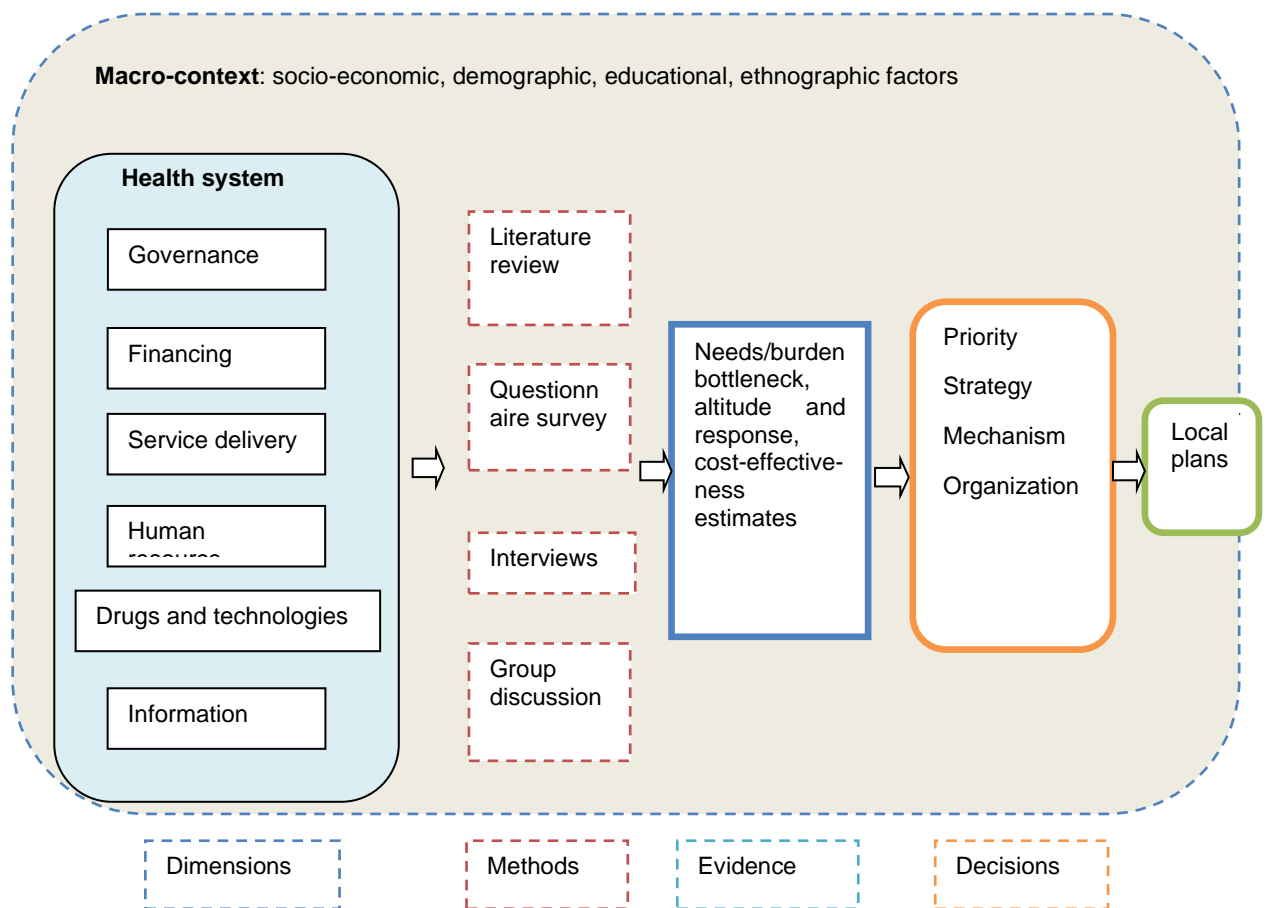 Macro-context: socio-economic, demographic, educational, ethnographic factors
Health system
Governance
Financing
Service delivery
Human
Drugs and technologies
Information
Literature
review
Questionn
aire survey
Interviews
Group
discussion
Needs/burden
bottleneck,
altitude and
response,
cost-effective-
ness
estimates
Priority
Strategy
Mechanism
Organization
Local
plans
Dimensions
Methods
Evidence
Decisions